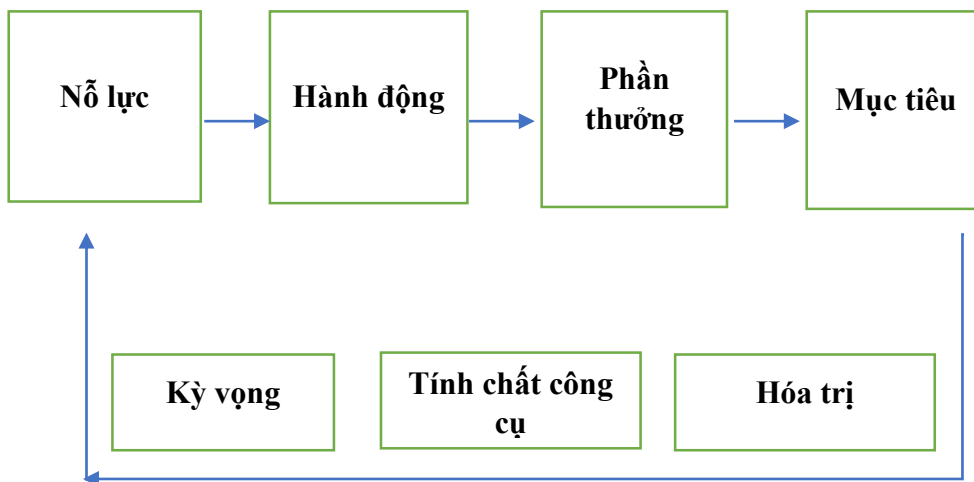 Nỗ lực
Hành động
Phần
thưởng
Mục tiêu
Kỳ vọng
Tính chất công
cụ
Hóa trị